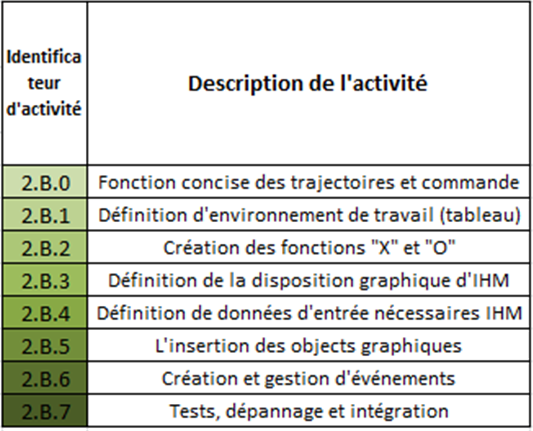 Identifica
teur
d'activité
Description de l'activité
2.B.0 Fonction concise des trajectoires et commande
2.B.1 Définition d'environnement de travail (tableau)
2.B.2 Création des fonctions "X" et "O"
2.B.3 Définition de la disposition graphique d'IHM
2.B.4 Définition de données d'entrée nécessaires IHM
2.B.5 L'insertion des objects graphiques
2.B.6 Création et gestion d'événements
2.B.7 Tests, dépannage et intégration